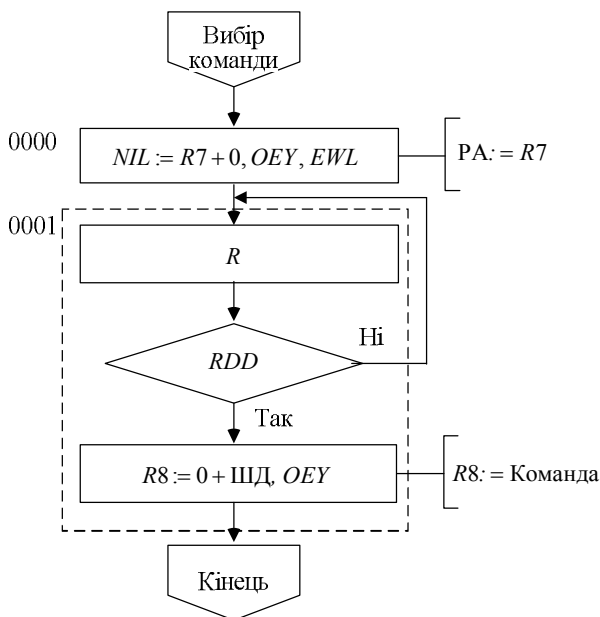 Вибір
команди
0000
NIL := R7 + 0, OEY, EWL
РА: = R7
0001
R
RDD
Ні
Так
R8 := 0 + ШД, OEY
R8: = Команда
Кінець